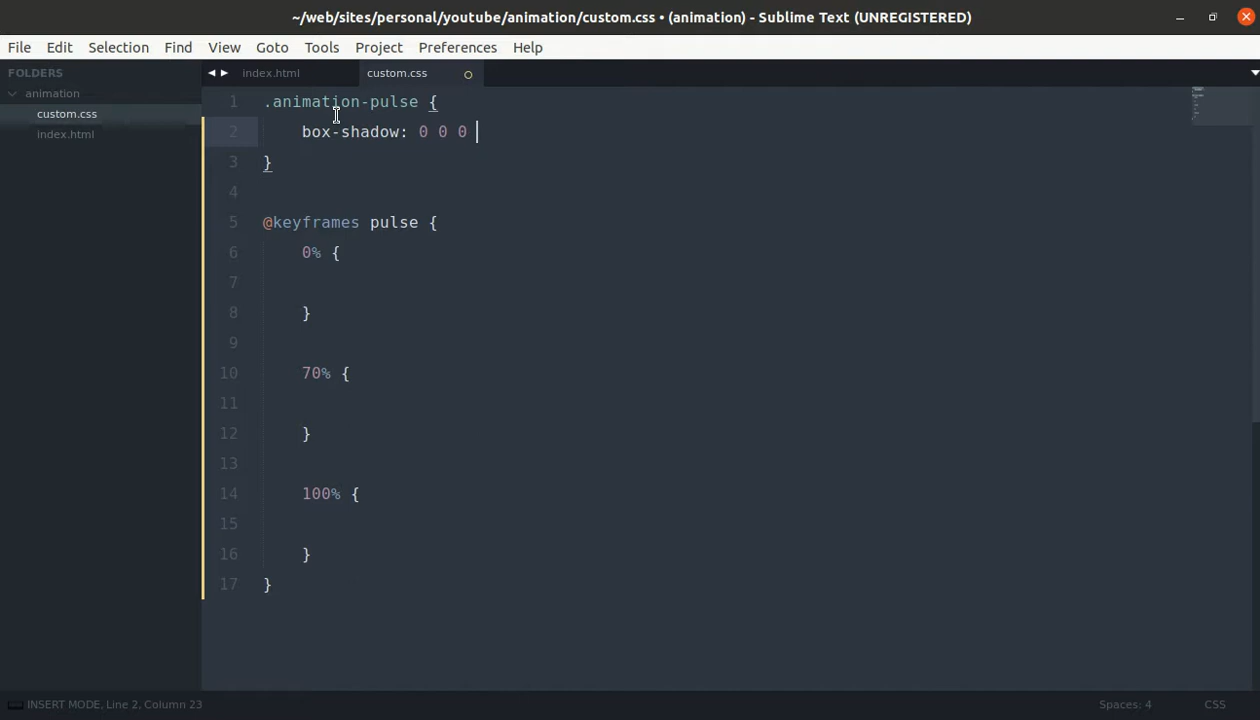 ~/web/sites/personal/youtube/animation/custom.css • (animation) - Sublime Text (UNREGISTERED)
File Edit Selection Find View Goto Tools Project Preferences Help
FOLDERS
animation
custom.css
index.html
index.html custom.css
1 .animation-pulse {
2 box-shadow: 0 0 0
3 }
4
5 @keyframes pulse {
6 0% {
7
8 }
9
10 70% {
11
12 }
13
14 100% {
15
16 }
17 }
INSERT MODE, Line 2, Column 23 Spaces: 4 CSS